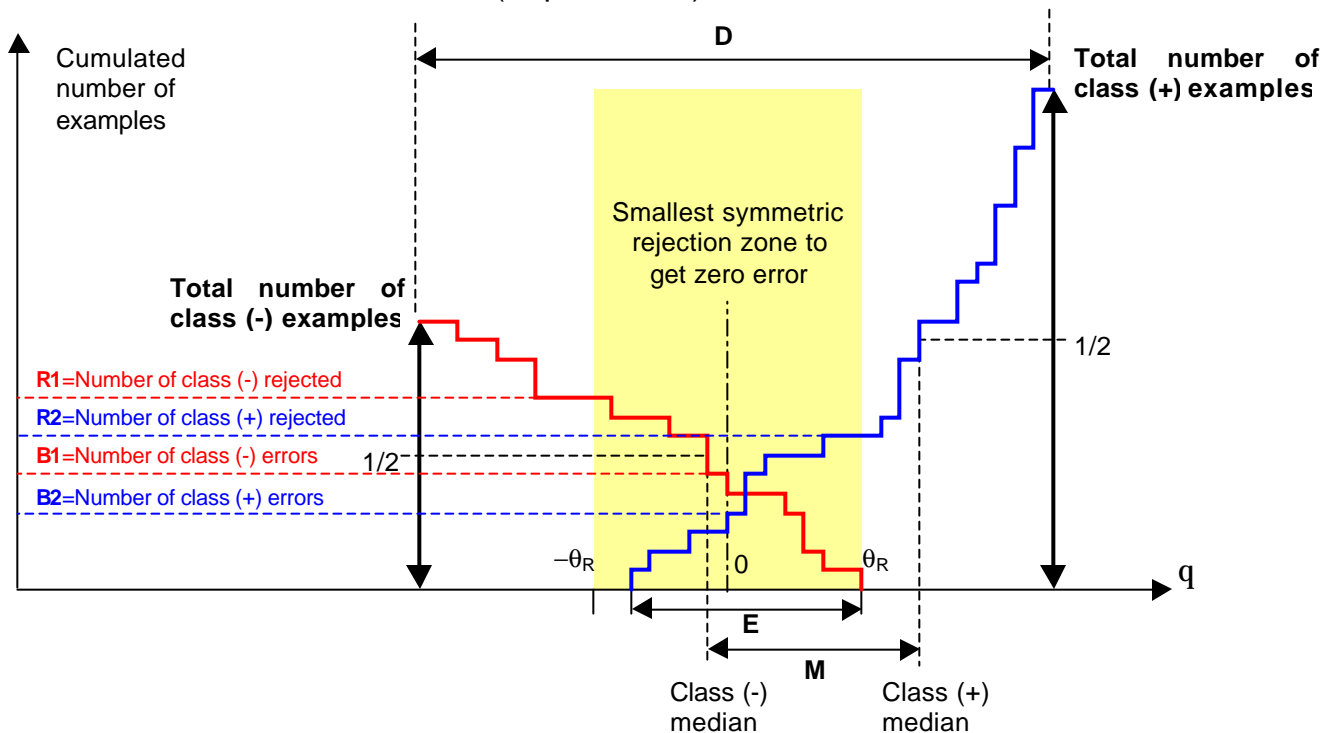 D
Cumulated
number of
examples
Total number of
class (+) examples
Smallest symmetric
rejection zone to
get zero error
Total number of
class (-) examples
1/2
R1=Number of class (-) rejected
R2=Number of class (+) rejected
B1=Number of class (-) errors
1/2
B2=Number of class (+) errors
−θR
0
θR
q
E
M
Class (-)
median
Class (+)
median